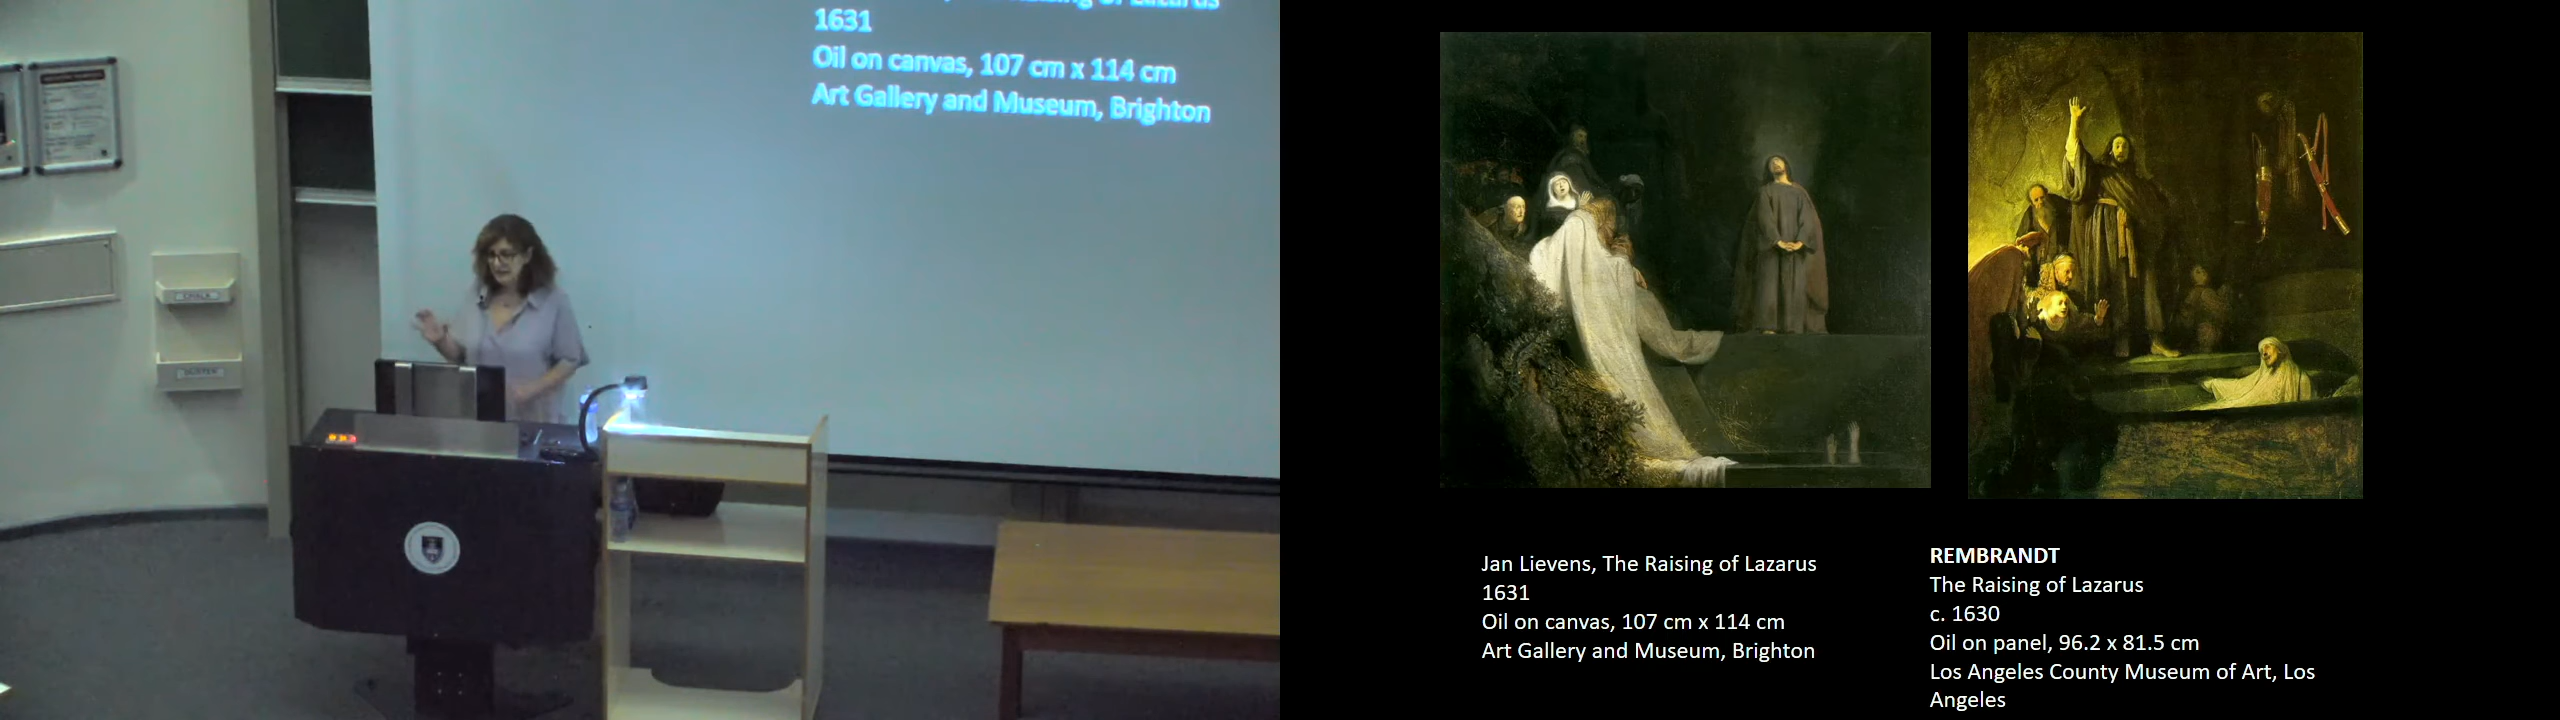 1631
Oil on canvas, 107 cm x 114 cm
Art Gallery and Museum, Brighton
CHALK
DUSTER
Jan Lievens, The Raising of Lazarus
1631
Oil on canvas, 107 cm x 114 cm
Art Gallery and Museum, Brighton
REMBRANDT
The Raising of Lazarus
c. 1630
Oil on panel, 96.2 x 81.5 cm
Los Angeles County Museum of Art, Los
Angeles